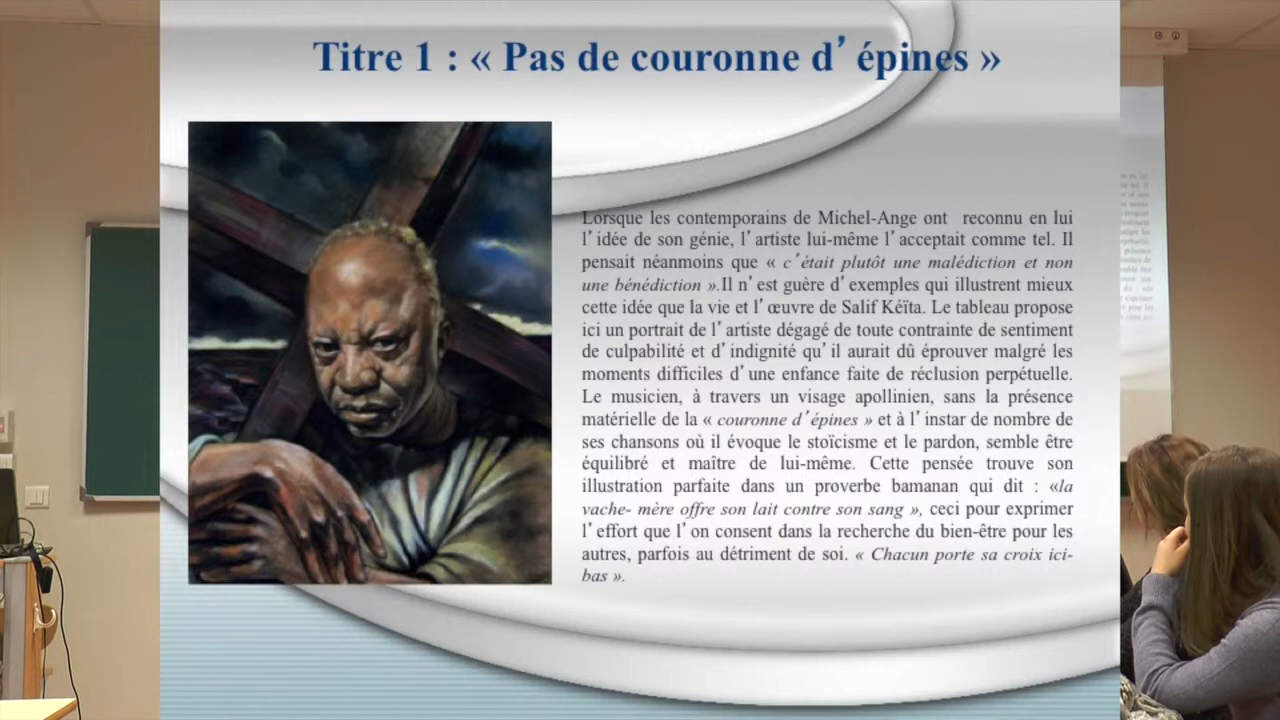 Titre 1 : « Pas de couronne d’épines »
Lorsque les contemporains de Michel-Ange ont reconnu en lui
l’idée de son génie, l’artiste lui-même l’acceptait comme tel. Il
pensait néanmoins que « c’était plutôt une malédiction et non
une bénédiction ».Il n’est guère d’exemples qui illustrent mieux
cette idée que la vie et l’œuvre de Salif Kéïta. Le tableau propose
ici un portrait de l’artiste dégagé de toute contrainte de sentiment
de culpabilité et d’indignité qu’il aurait dû éprouver malgré les
moments difficiles d’une enfance faite de réclusion perpétuelle.
Le musicien, à travers un visage apollinien, sans la présence
matérielle de la « couronne d’épines » et à l’instar de nombre de
ses chansons où il évoque le stoïcisme et le pardon, semble être
équilibré et maître de lui-même. Cette pensée trouve son
illustration parfaite dans un proverbe bamanan qui dit : «la
vache- mère offre son lait contre son sang », ceci pour exprimer
l’effort que l’on consent dans la recherche du bien-être pour les
autres, parfois au détriment de soi. « Chacun porte sa croix ici-
bas ».